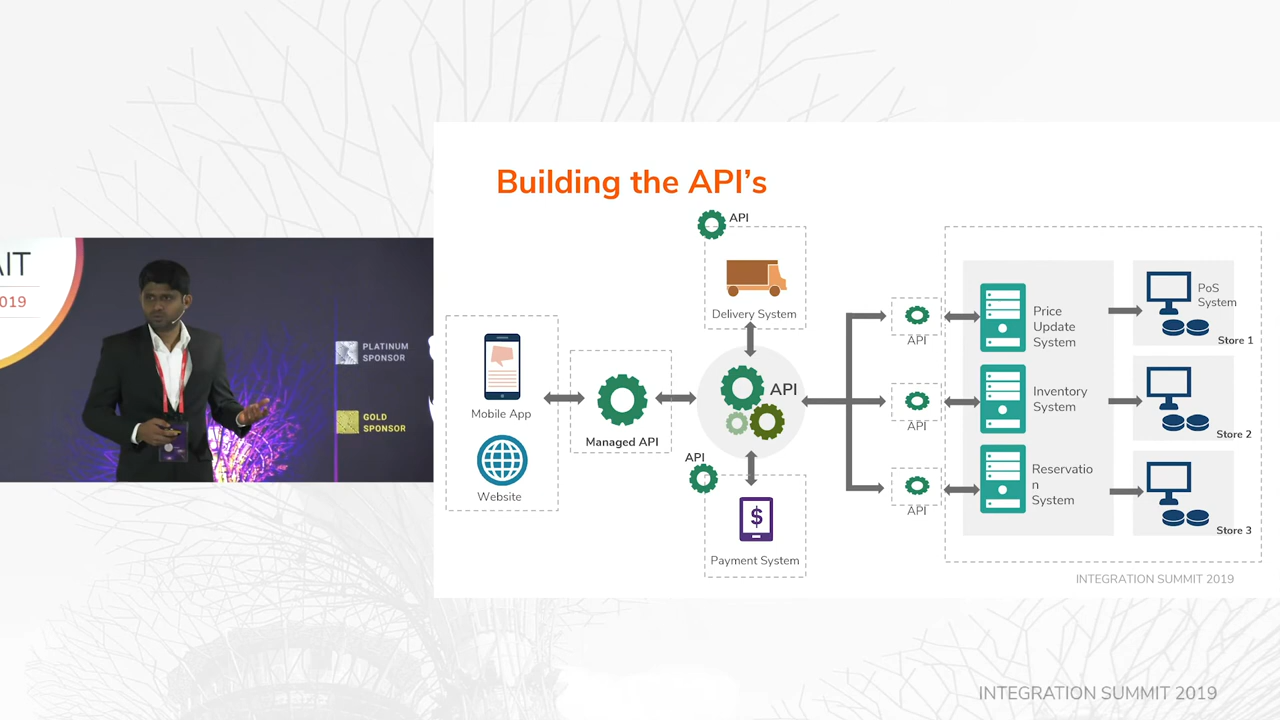 2019
PLATINUM
SPONSOR
GOLD
SPONSOR
Building the API’s
API
Delivery System
Mobile App
Website
Managed API
API
API
Payment System
API
API
API
Price
Update
System
Inventory
System
Reservatio
n
System
PoS
System
Store 1
Store 2
Store 3
INTEGRATION SUMMIT 2019
INTEGRATION SUMMIT 2019